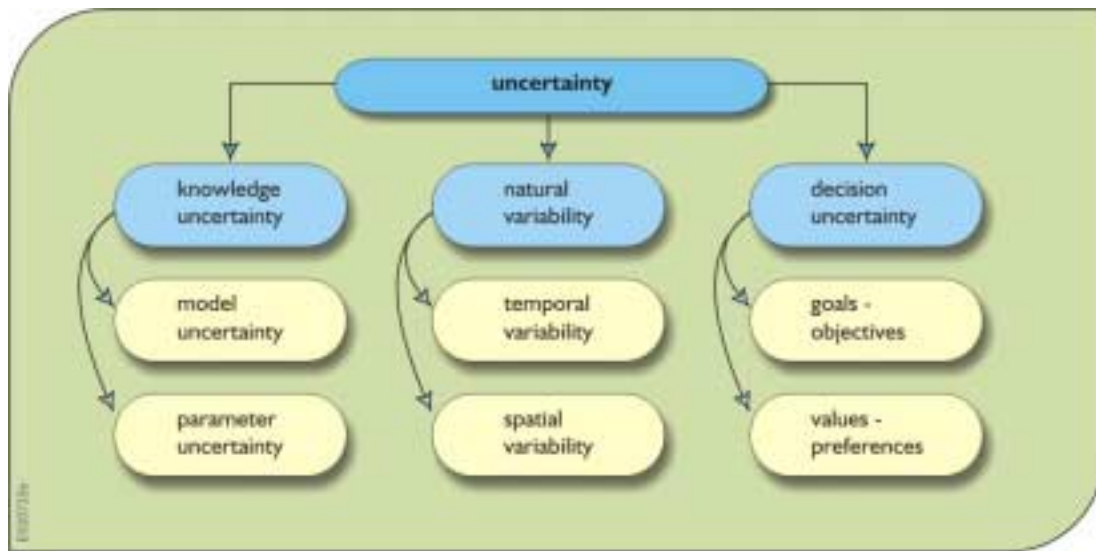 uncertainty
knowledge
uncertainty
natural
variability
decision
uncertainty
model
uncertainty
temporal
variability
goals -
objectives
parameter
uncertainty
spatial
variability
values -
preferences